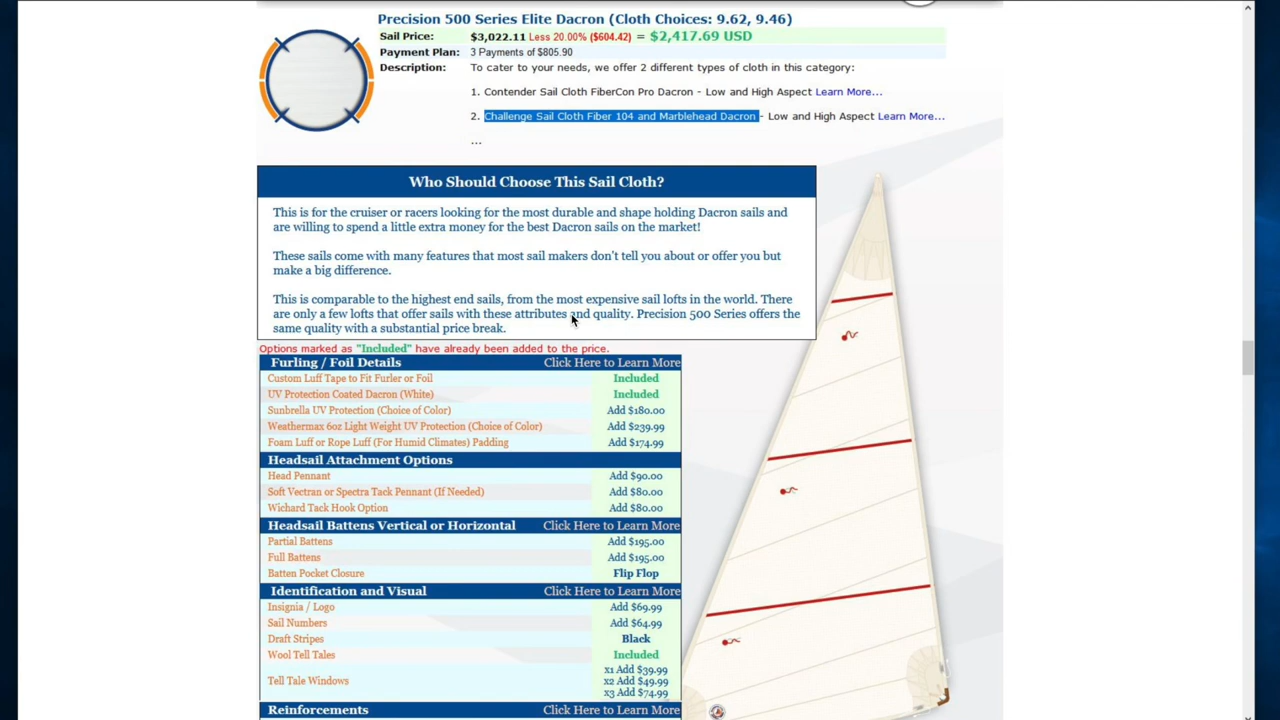 Precision 500 Series Elite Dacron (Cloth Choices: 9.62, 9.46)
Sail Price: $3,022.11 Less 20.00% ($604.42) = $2,417.69 USD
Payment Plan: 3 Payments of $805.90
Description: To cater to your needs, we offer 2 different types of cloth in this category:
1. Contender Sail Cloth FiberCon Pro Dacron - Low and High Aspect Learn More...
2. Challenge Sail Cloth Fiber 104 and Marblehead Dacron - Low and High Aspect Learn More...
...
Who Should Choose This Sail Cloth?
This is for the cruiser or racers looking for the most durable and shape holding Dacron sails and
are willing to spend a little extra money for the best Dacron sails on the market!
These sails come with many features that most sail makers don't tell you about or offer you but
make a big difference.
This is comparable to the highest end sails, from the most expensive sail lofts in the world. There
are only a few lofts that offer sails with these attributes and quality. Precision 500 Series offers the
same quality with a substantial price break.
Options marked as "Included" have already been added to the price.
Furling / Foil Details Click Here to Learn More
Custom Luff Tape to Fit Furler or Foil Included
UV Protection Coated Dacron (White) Included
Sunbrella UV Protection (Choice of Color) Add $180.00
Weathermax 6oz Light Weight UV Protection (Choice of Color) Add $239.99
Foam Luff or Rope Luff (For Humid Climates) Padding Add $174.99
Headsail Attachment Options
Head Pennant Add $90.00
Soft Vectran or Spectra Tack Pennant (If Needed) Add $80.00
Wichard Tack Hook Option Add $80.00
Headsail Battens Vertical or Horizontal Click Here to Learn More
Partial Battens Add $195.00
Full Battens Add $195.00
Batten Pocket Closure Flip Flop
Identification and Visual Click Here to Learn More
Insignia / Logo Add $69.99
Sail Numbers Add $64.99
Draft Stripes Black
Wool Tell Tales Included
Tell Tale Windows x1 Add $39.99
x2 Add $49.99
x3 Add $74.99
Reinforcements Click Here to Learn More